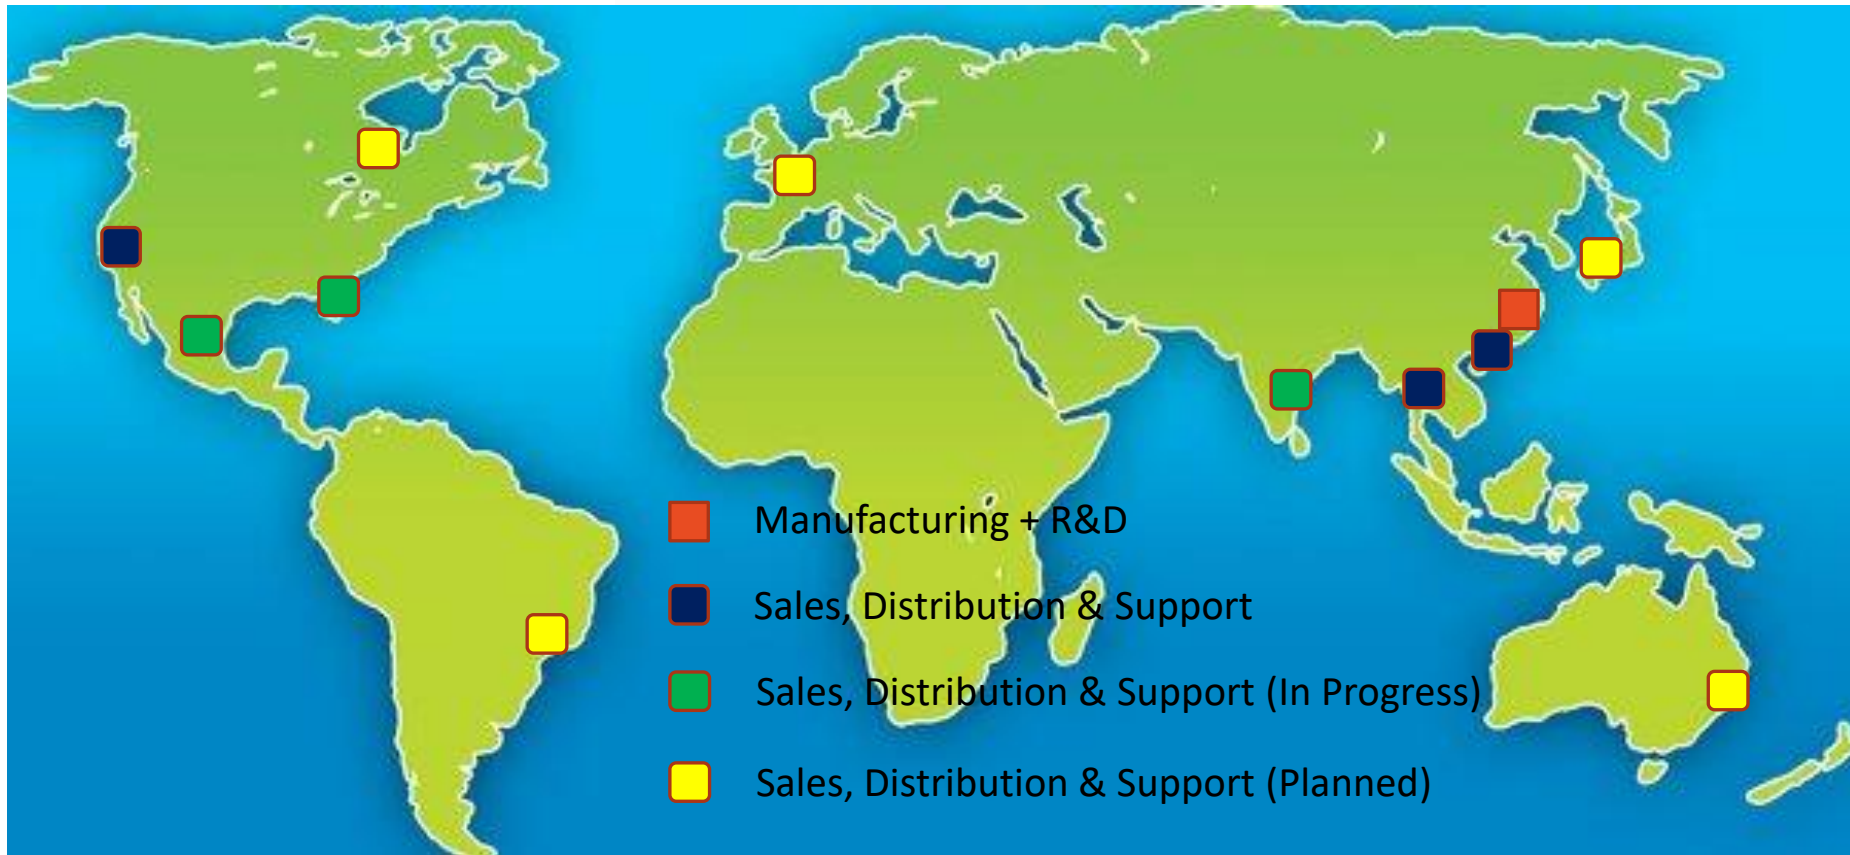 Manufacturing + R&D
Sales, Distribution & Support
Sales, Distribution & Support (In Progress)
Sales, Distribution & Support (Planned)